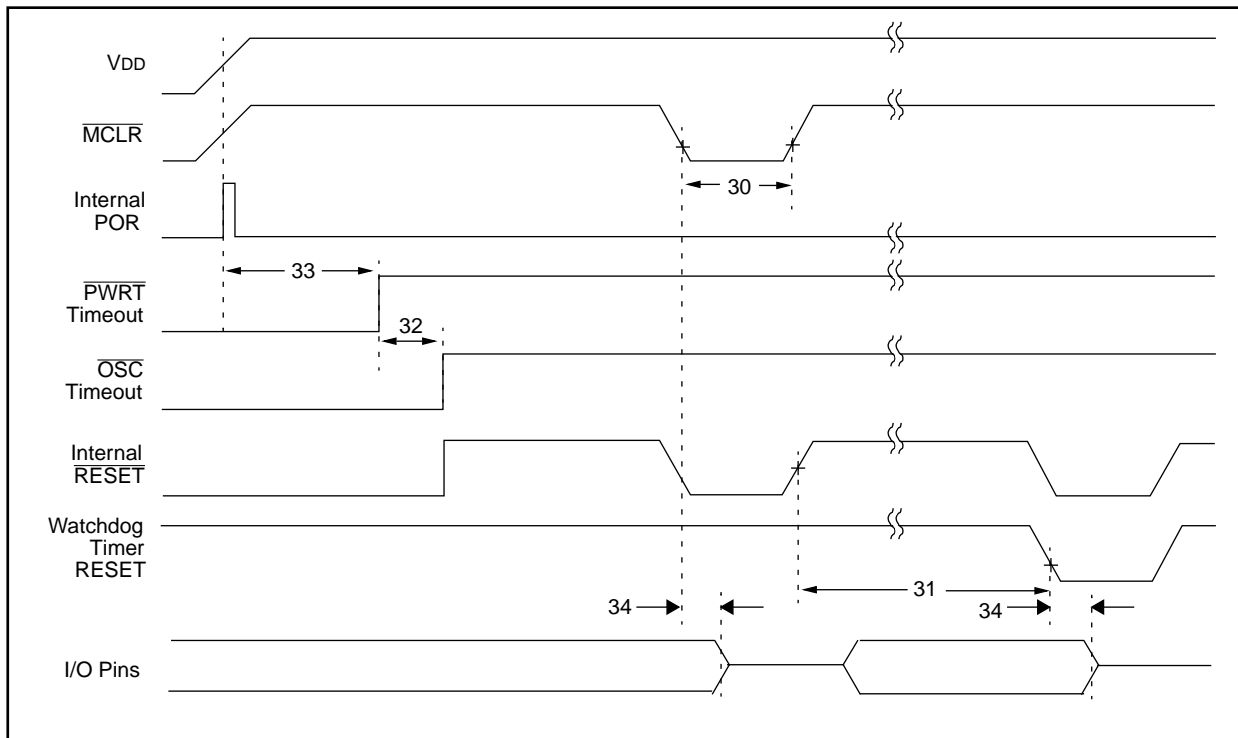 VDD
MCLR
Internal
POR
30
33
PWRT
Timeout
32
OSC
Timeout
Internal
RESET
Watchdog
Timer
RESET
31
34
34
I/O Pins